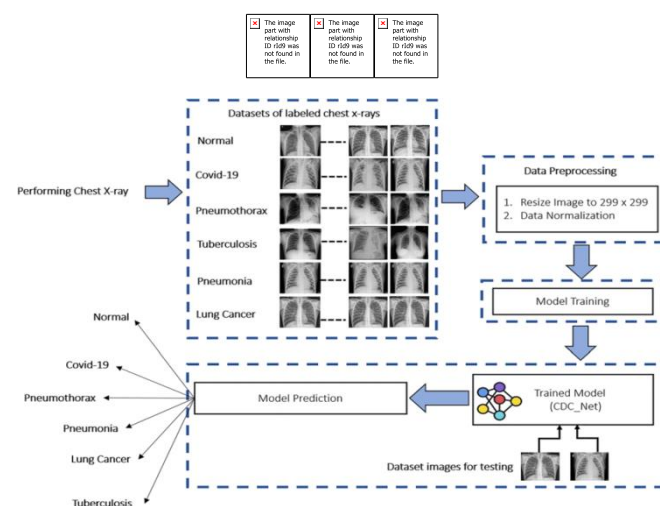 The image part with relationship ID rId9 was not found in the file.
The image part with relationship ID rId9 was not found in the file.
The image part with relationship ID rId9 was not found in the file.
Datasets of labeled chest x-rays
Normal
Covid-19
Pneumothorax
Tuberculosis
Pneumonia
Lung Cancer
Performing Chest X-ray
Data Preprocessing
1. Resize Image to 299 x 299
2. Data Normalization
Model Training
Trained Model
(CDC_Net)
Dataset images for testing
Model Prediction
Normal
Covid-19
Pneumothorax
Pneumonia
Lung Cancer
Tuberculosis